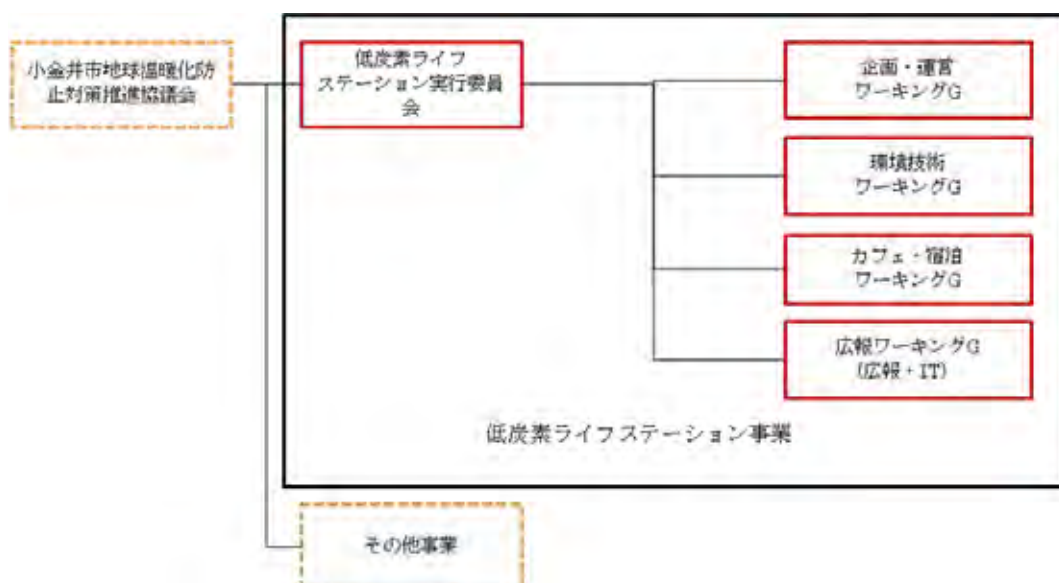 小金井市地球温暖化防
止対策推進協議会
低炭素ライフ
ステーション実行委員
会
企画・運営
ワーキングG
環境技術
ワーキングG
カフェ・宿泊
ワーキングG
広報ワーキングG
(広報・IT)
低炭素ライフステーション事業
その他事業